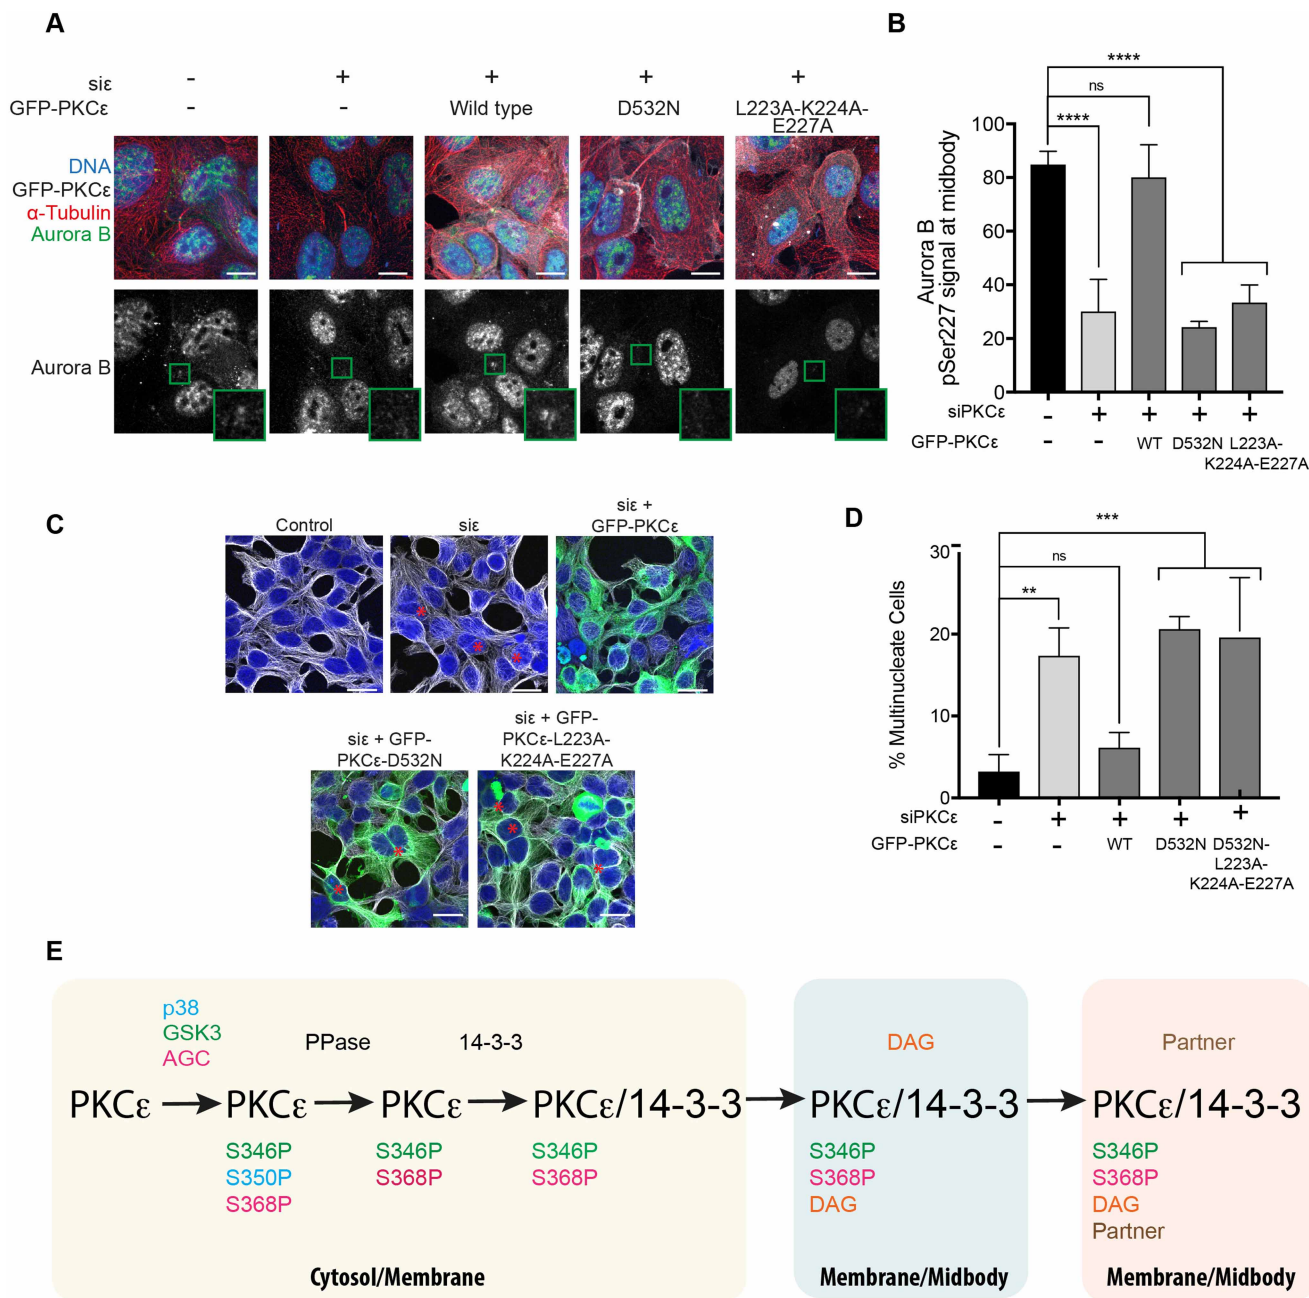 A
siε - + + + +
GFP-PKCε - - Wild type D532N L223A-K224A-
E227A
DNA
GFP-PKCε
α-Tubulin
Aurora B
Aurora B
B
****
ns
****
Aurora B
pSer227 signal at midbody
100
80
60
40
20
0
siPKCε - + + + +
GFP-PKCε - - WT D532N L223A-
K224A-E227A
C
Control
siε
siε +
GFP-PKCε
* * *
siε + GFP-
PKCε-D532N
siε + GFP-
PKCε-L223A-
K224A-E227A
* *
* * *
D
***
ns
**
% Multinucleate Cells
30
20
10
0
siPKCε - + + + +
GFP-PKCε - - WT D532N D532N-
L223A-
K224A-E227A
E
p38
GSK3
AGC
PPase
14-3-3
DAG
Partner
PKCε PKCε PKCε PKCε/14-3-3 PKCε/14-3-3 PKCε/14-3-3
S346P
S350P
S368P
S346P
S368P
S346P
S368P
S346P
S368P
DAG
S346P
S368P
DAG
Partner
Cytosol/Membrane
Membrane/Midbody
Membrane/Midbody